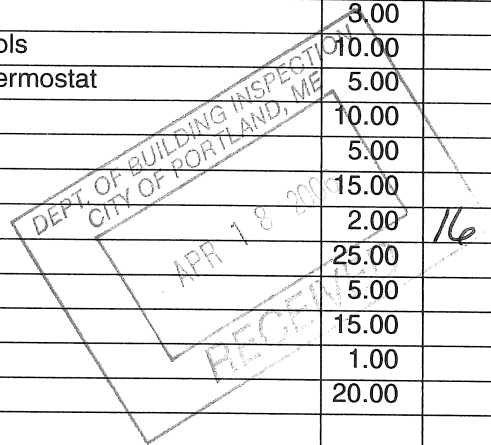 3.00
ols 10.00
ermostat 5.00
10.00
5.00
15.00
2.00 16
25.00
5.00
15.00
1.00
20.00
DEPT. OF BUILDING INSPECTION
CITY OF PORTLAND, ME
APR 18 2006
RECEIVED